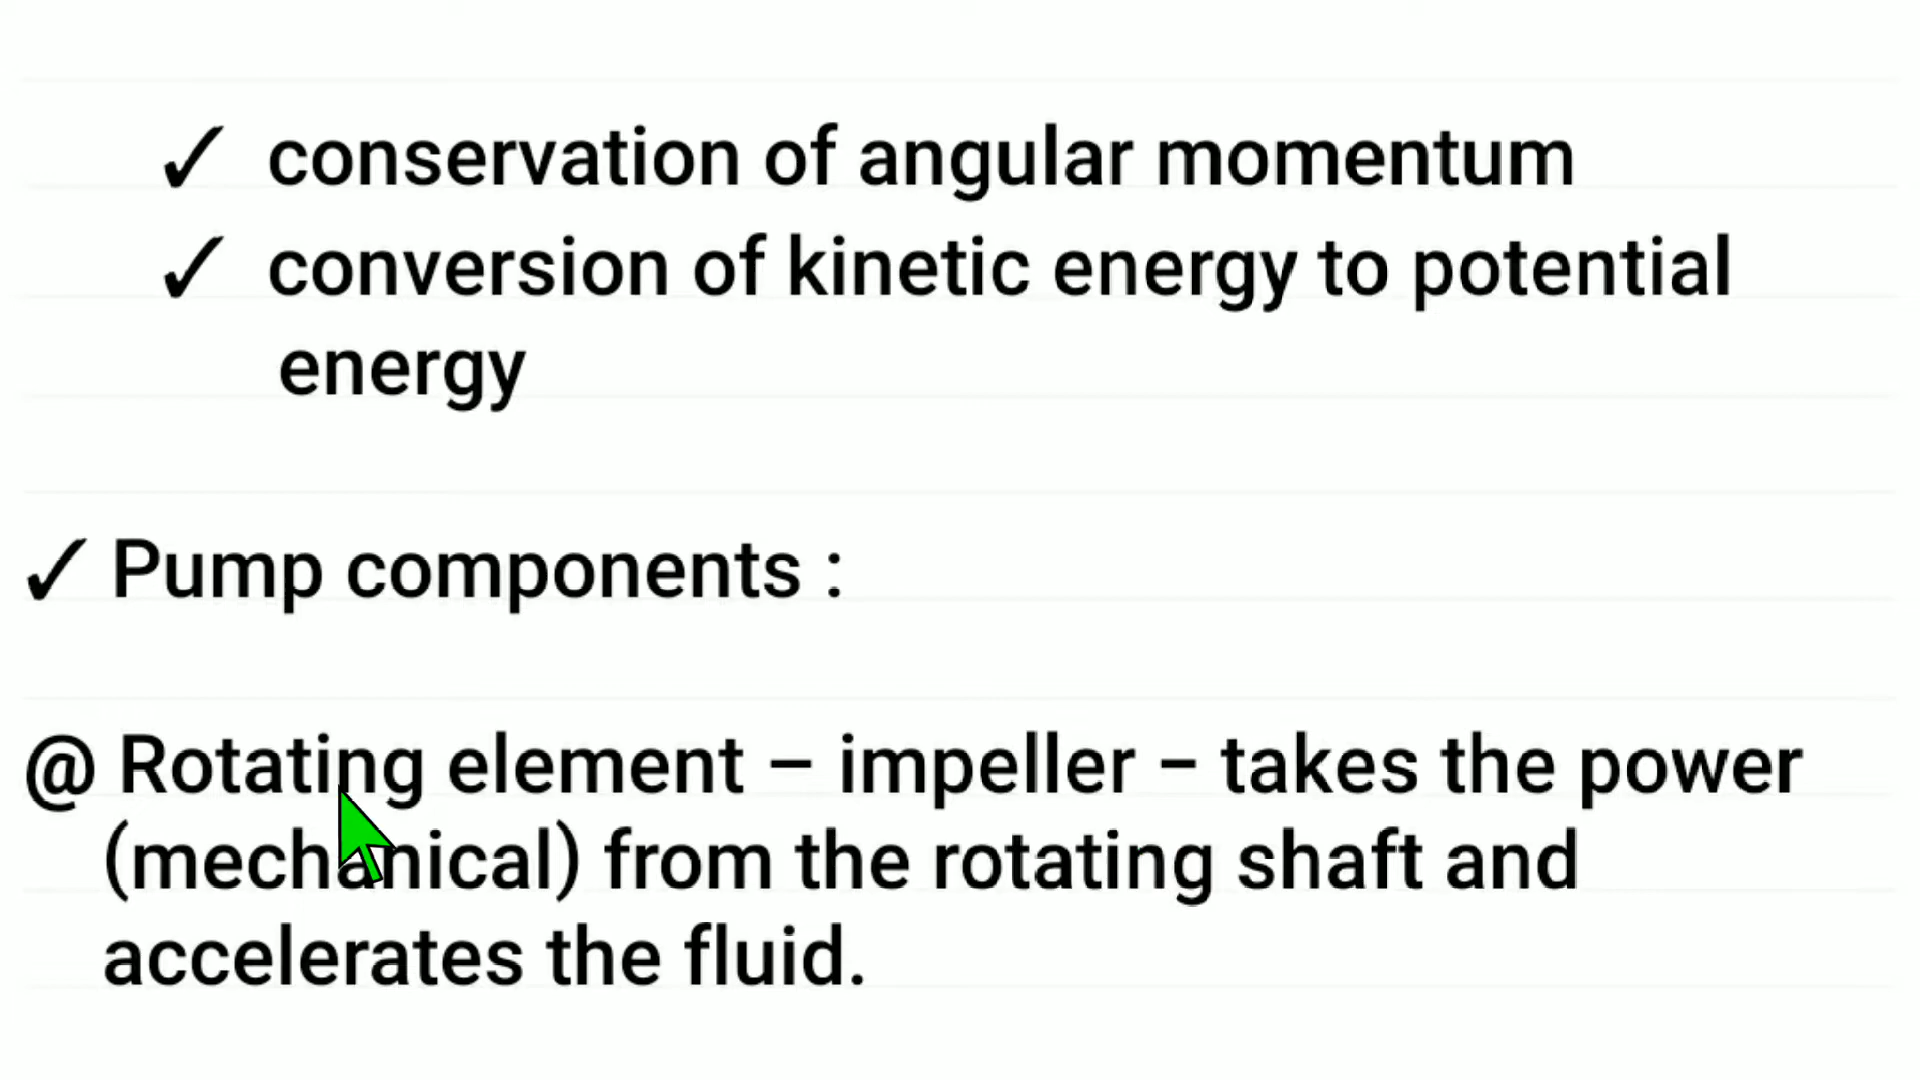 ✓ conservation of angular momentum
✓ conversion of kinetic energy to potential
energy
✓ Pump components :
@ Rotating element – impeller – takes the power
(mechanical) from the rotating shaft and
accelerates the fluid.